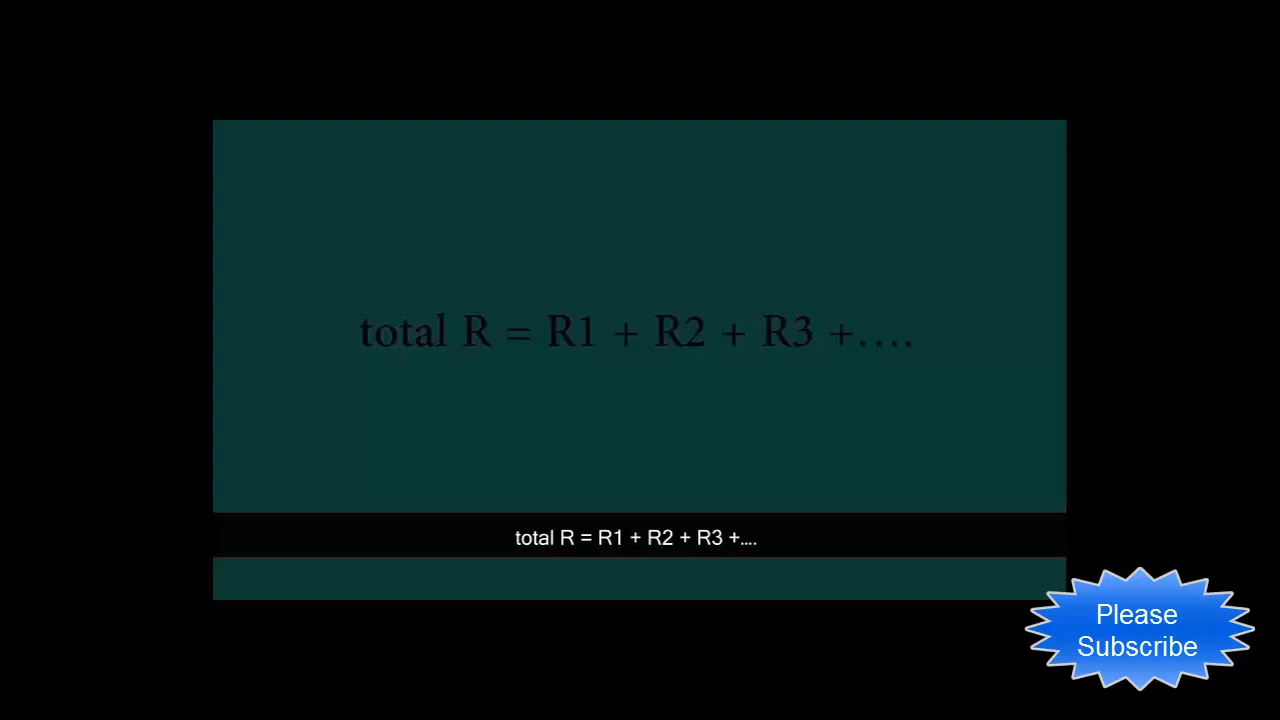 total R = R1 + R2 + R3 +....
total R = R1 + R2 + R3 +....
Please
Subscribe